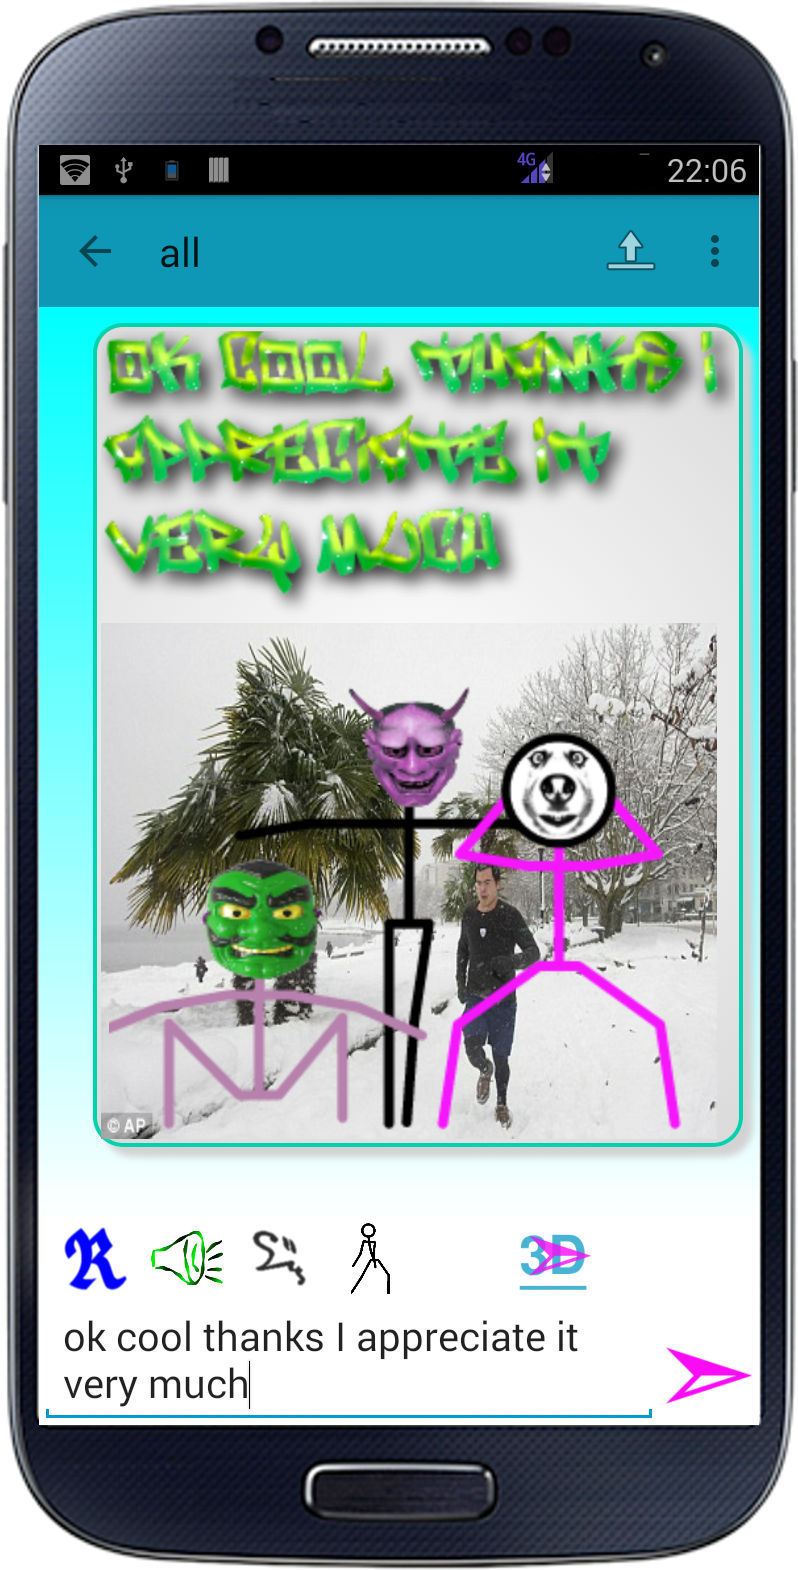 4G
22:06
all
OK COOL THANKS i
APPRECIATE iT
VERY MUCH
© AP
R
3D
ok cool thanks I appreciate it
very much